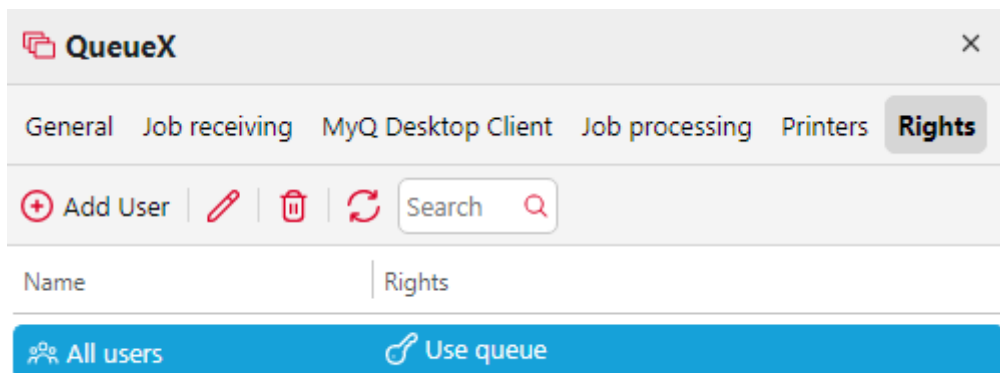 QueueX
General Job receiving MyQ Desktop Client Job processing Printers Rights
Add User Search
Name Rights
All users Use queue